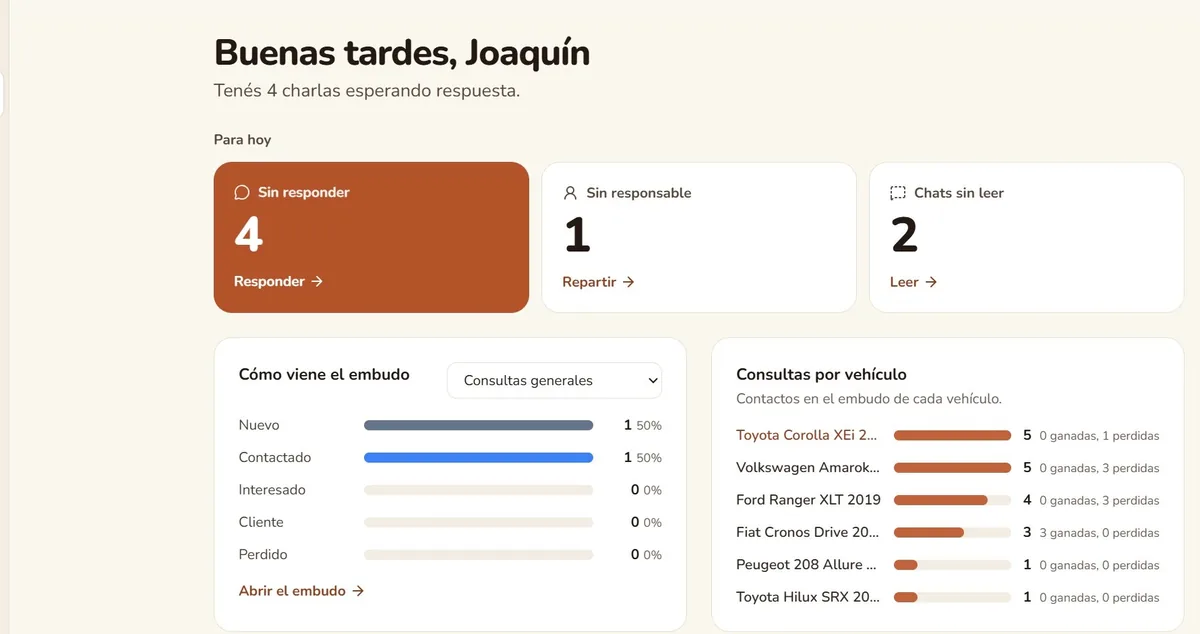 Buenas tardes, Joaquín
Tenés 4 charlas esperando respuesta.
Para hoy
Sin responder
4
Responder →
Sin responsable
1
Repartir →
Chats sin leer
2
Leer →
Cómo viene el embudo
Consultas generales
Nuevo 1 50%
Contactado 1 50%
Interesado 0 0%
Cliente 0 0%
Perdido 0 0%
Abrir el embudo →
Consultas por vehículo
Contactos en el embudo de cada vehículo.
Toyota Corolla XEi 2... 5 0 ganadas, 1 perdidas
Volkswagen Amarok... 5 0 ganadas, 3 perdidas
Ford Ranger XLT 2019 4 0 ganadas, 3 perdidas
Fiat Cronos Drive 20... 3 3 ganadas, 0 perdidas
Peugeot 208 Allure ... 1 0 ganadas, 0 perdidas
Toyota Hilux SRX 20... 1 0 ganadas, 0 perdidas